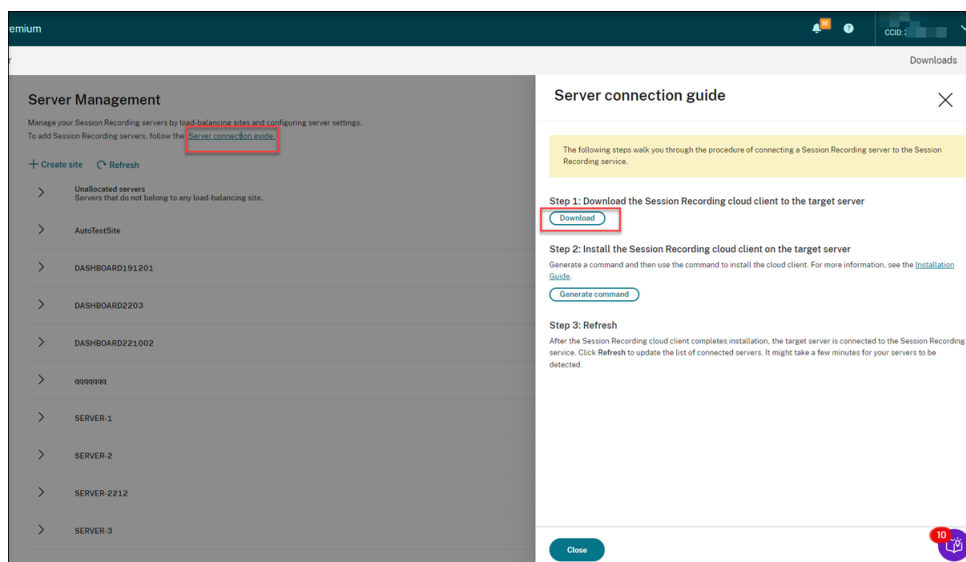 emium
CCID: 2
r
Downloads
Server Management
Manage your Session Recording servers by load-balancing sites and configuring server settings.
To add Session Recording servers, follow the Server connection guide.
Create site Refresh
Unallocated servers
Servers that do not belong to any load-balancing site.
AutoTestSite
DASHBOARD191201
DASHBOARD2203
DASHBOARD221002
qqqqqqq
SERVER-1
SERVER-2
SERVER-2212
SERVER-3
Server connection guide
The following steps walk you through the procedure of connecting a Session Recording server to the Session
Recording service.
Step 1: Download the Session Recording cloud client to the target server
Download
Step 2: Install the Session Recording cloud client on the target server
Generate a command and then use the command to install the cloud client. For more information, see the Installation
Guide.
Generate command
Step 3: Refresh
After the Session Recording cloud client completes installation, the target server is connected to the Session Recording
service. Click Refresh to update the list of connected servers. It might take a few minutes for your servers to be
detected.
Close
10